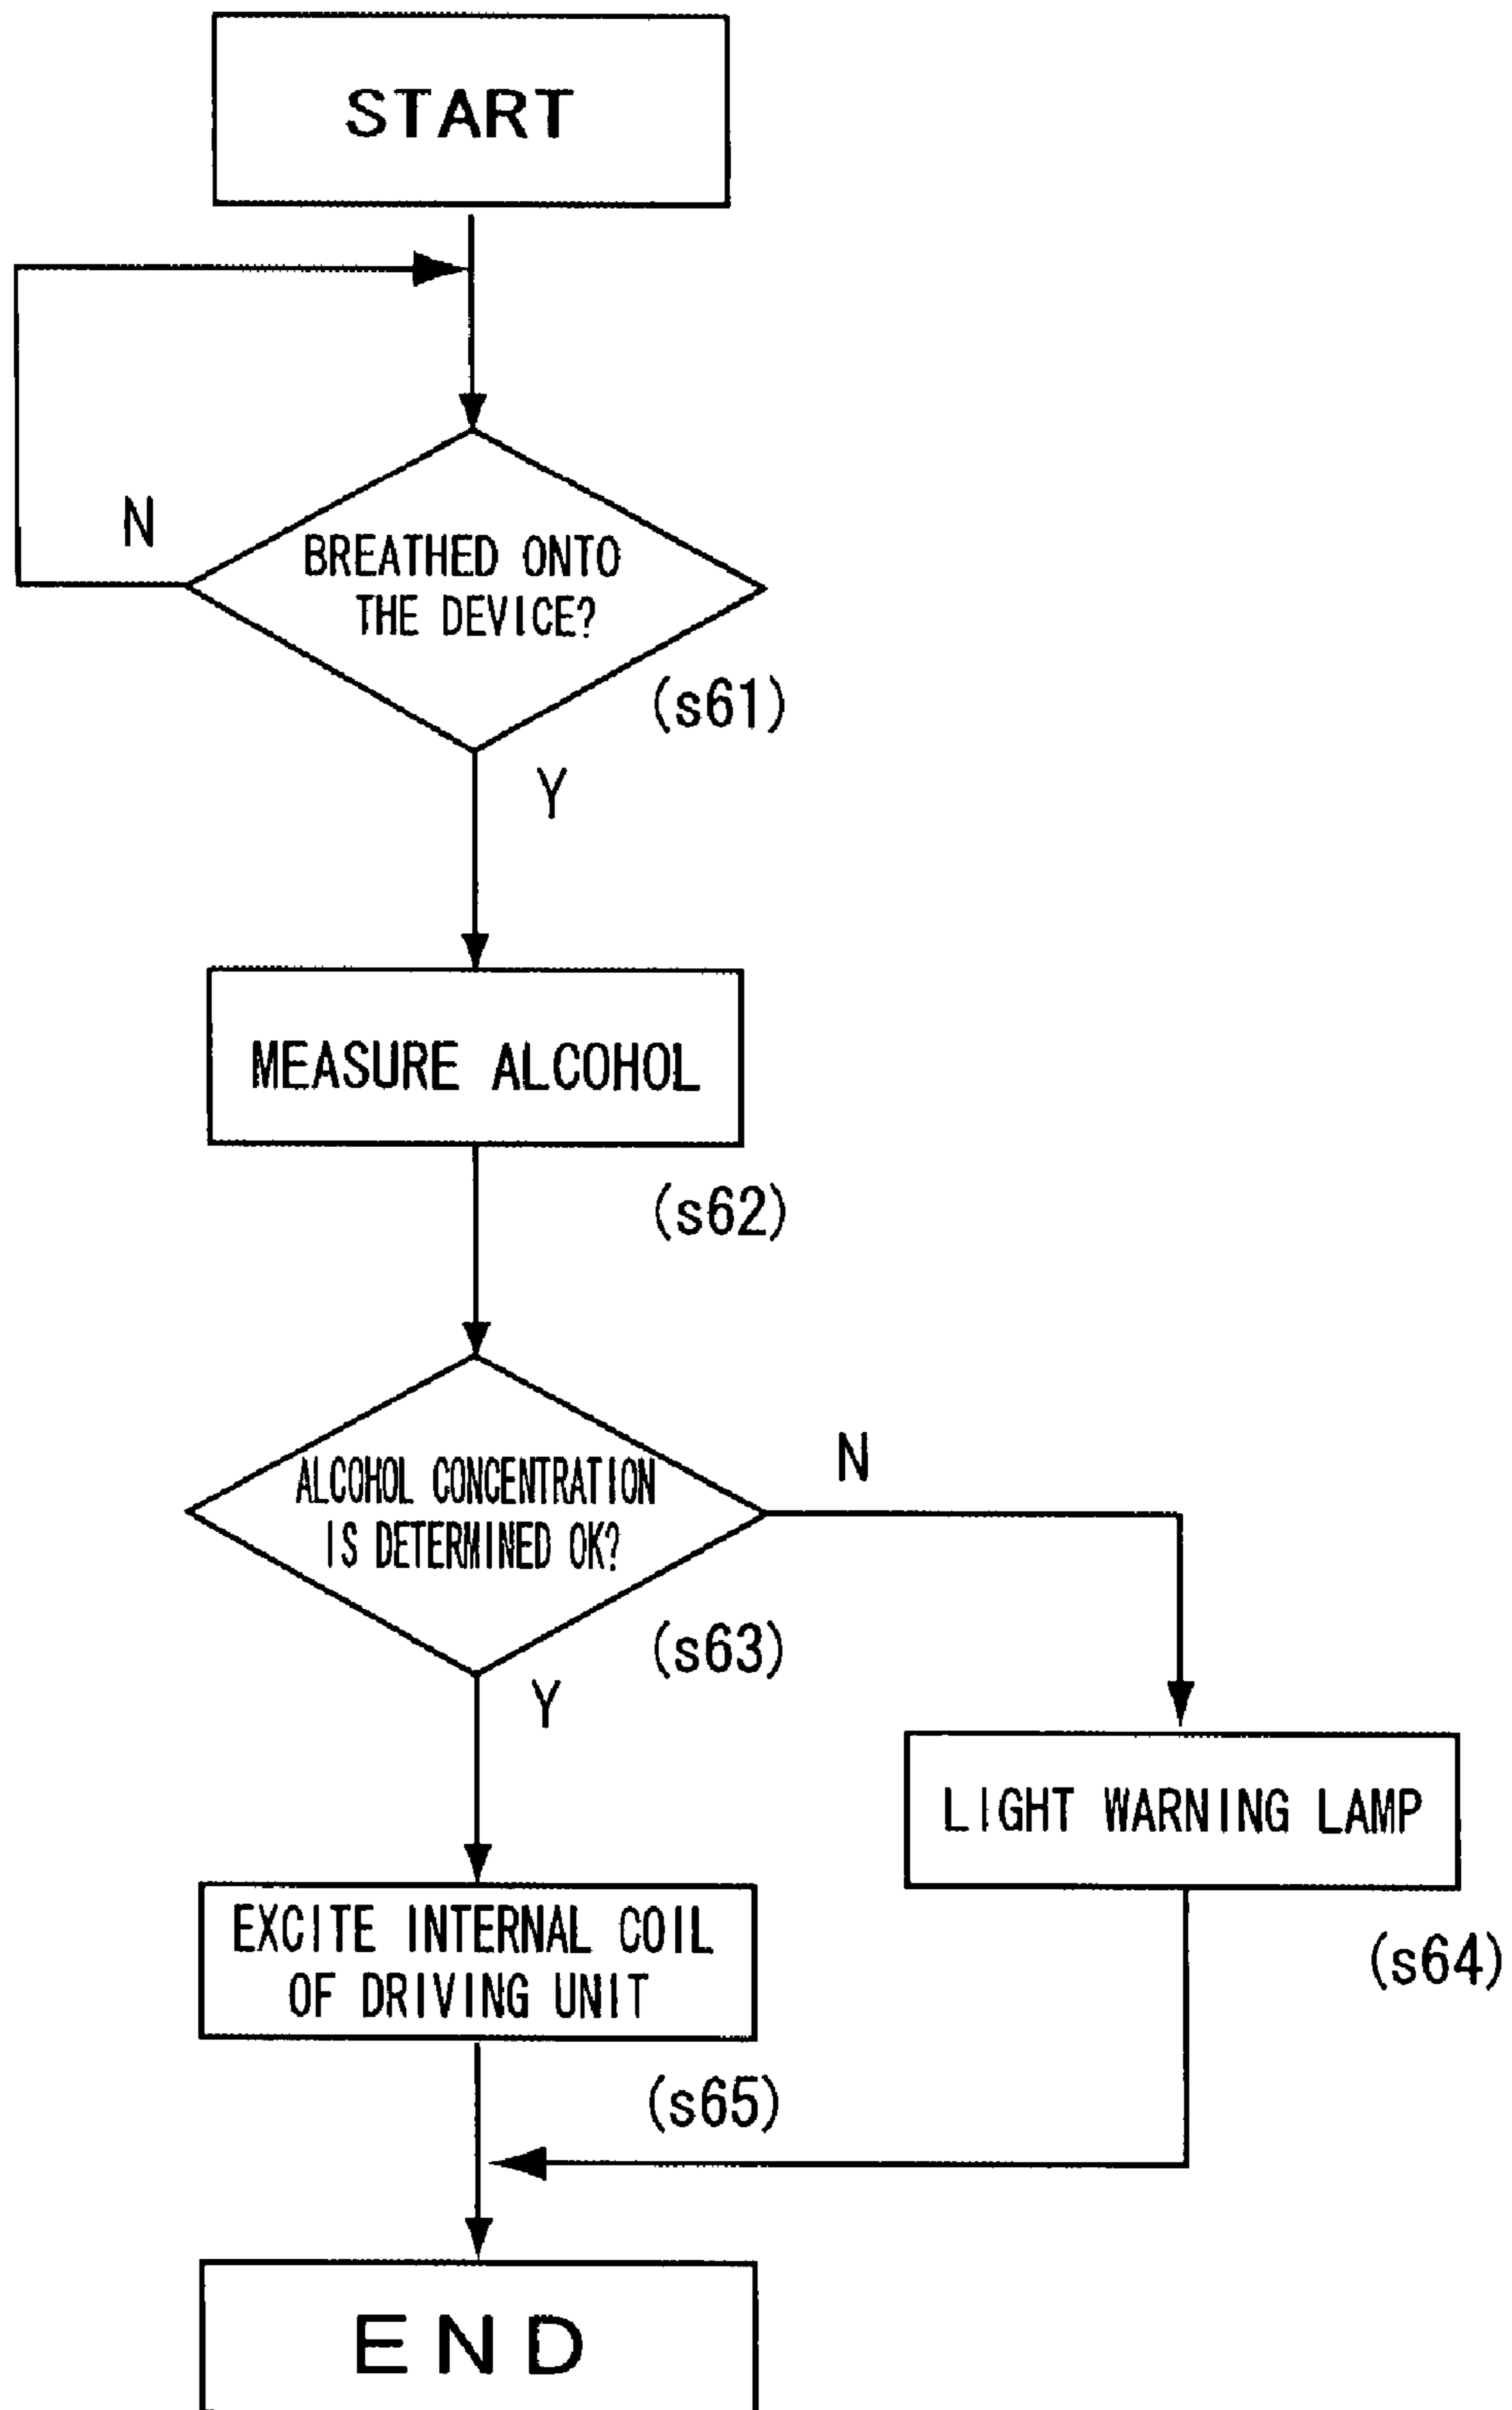 START
N
BREATHED ONTO
THE DEVICE?
(s61)
Y
MEASURE ALCOHOL
(s62)
ALCOHOL CONCENTRATION
IS DETERMINED OK?
N
(s63)
Y
LIGHT WARNING LAMP
(s64)
EXCITE INTERNAL COIL
OF DRIVING UNIT
(s65)
END